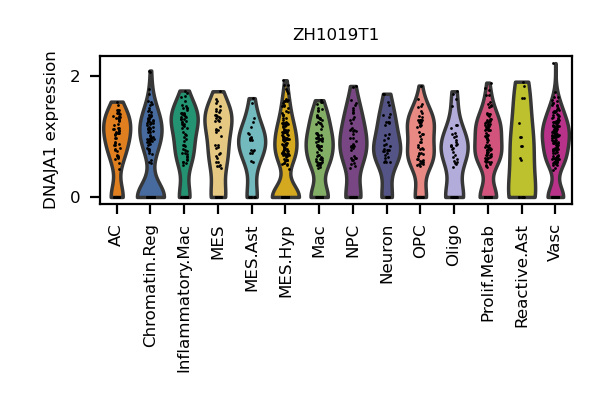 ZH1019T1
DNAJA1 expression
2
0
AC
Chromatin.Reg
Inflammatory.Mac
MES
MES.Ast
MES.Hyp
Mac
NPC
Neuron
OPC
Oligo
Prolif.Metab
Reactive.Ast
Vasc